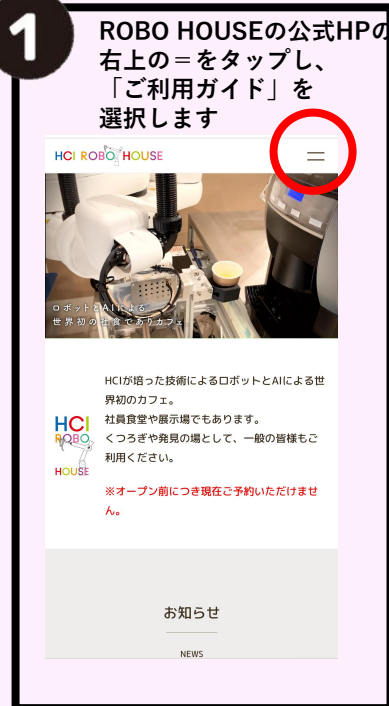 1
ROBO HOUSEの公式HPの
右上の＝をタップし、
「ご利用ガイド」を
選択します
HCI ROBO HOUSE
ロボットとAIによる
世界初の社食でありカフェ
HCIが培った技術によるロボットとAIによる世
界初のカフェ。
社員食堂や展示場でもあります。
くつろぎや発見の場として、一般の皆様もご
利用ください。
HCI
ROBO
HOUSE
※オープン前につき現在ご予約いただけませ
ん。
お知らせ
NEWS